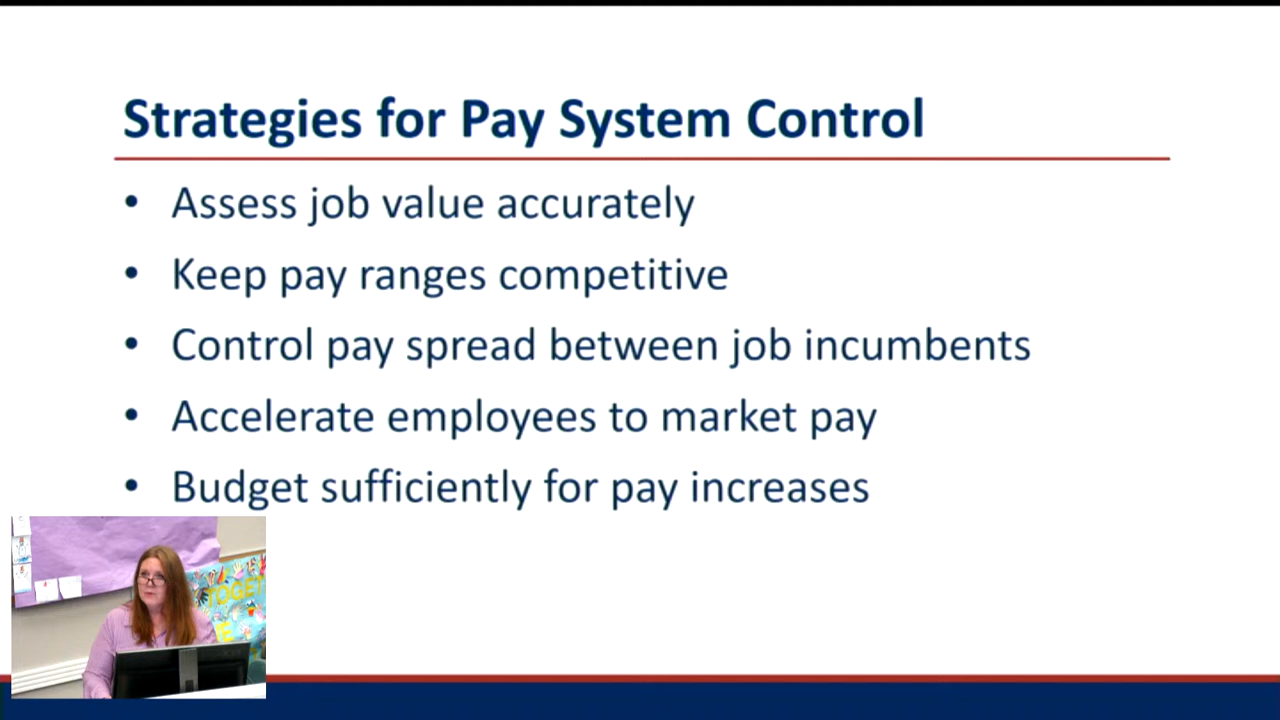 Strategies for Pay System Control
• Assess job value accurately
• Keep pay ranges competitive
• Control pay spread between job incumbents
• Accelerate employees to market pay
• Budget sufficiently for pay increases
TOGET